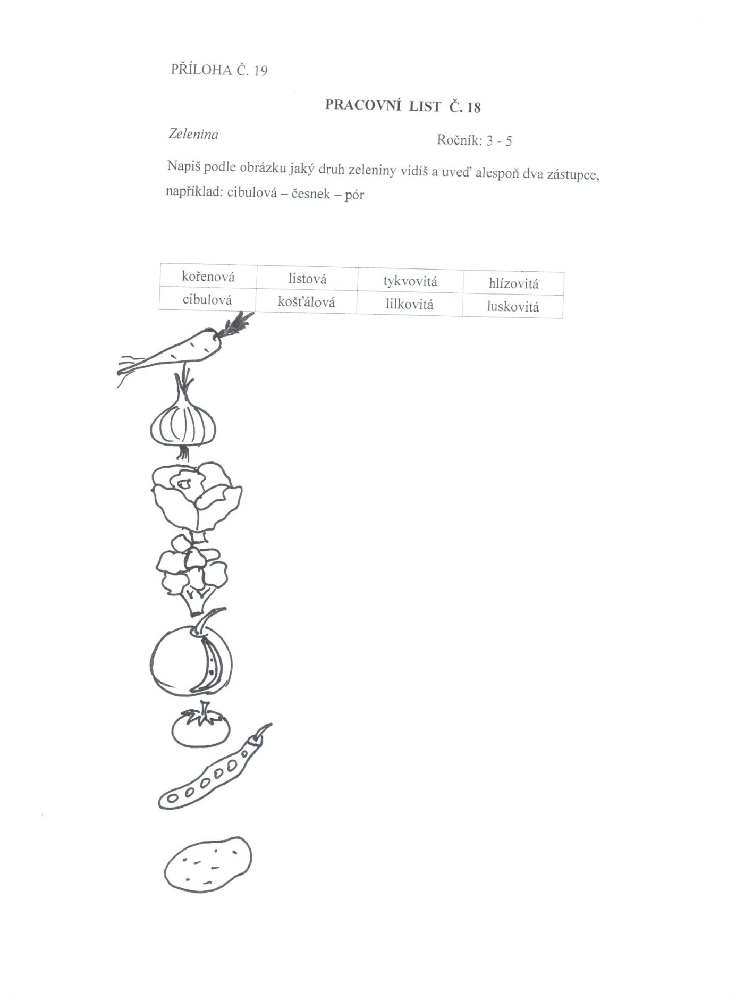 PŘÍLOHA Č. 19
PRACOVNÍ LIST Č. 18
Zelenina Ročník: 3 - 5
Napiš podle obrázku jaký druh zeleniny vidíš a uveď alespoň dva zástupce,
například: cibulová – česnek – pór
kořenová listová tykvovitá hlízovitá
cibulová košťálová lilkovitá luskovitá